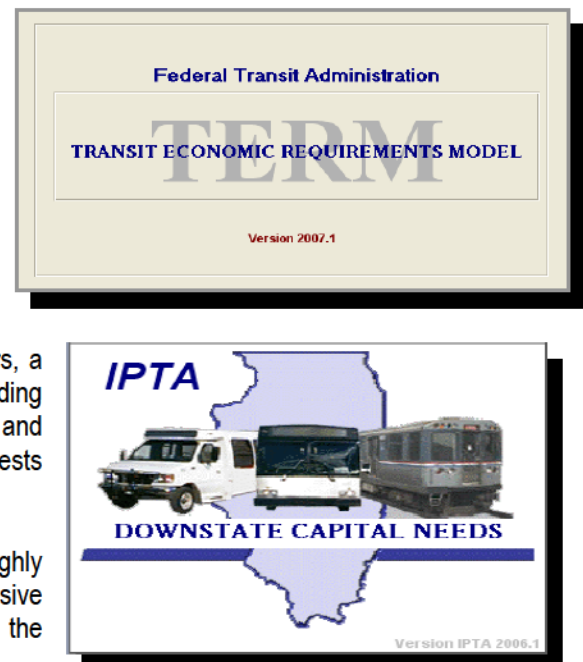 Federal Transit Administration
TERM
TRANSIT ECONOMIC REQUIREMENTS MODEL
Version 2007.1
s, a
ding
and
ests
ghly
sive
the
IPTA
DOWNSTATE CAPITAL NEEDS
Version IPTA 2006.1